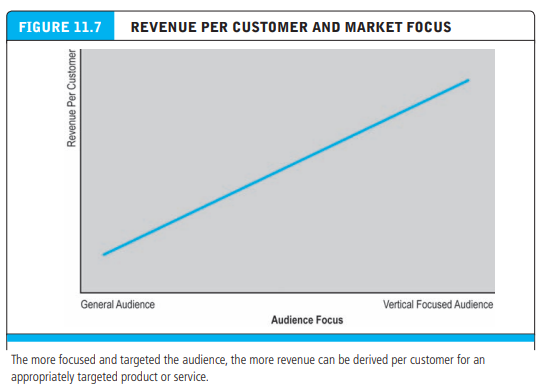 FIGURE 11.7 REVENUE PER CUSTOMER AND MARKET FOCUS
Revenue Per Customer
General Audience Vertical Focused Audience
Audience Focus
The more focused and targeted the audience, the more revenue can be derived per customer for an
appropriately targeted product or service.